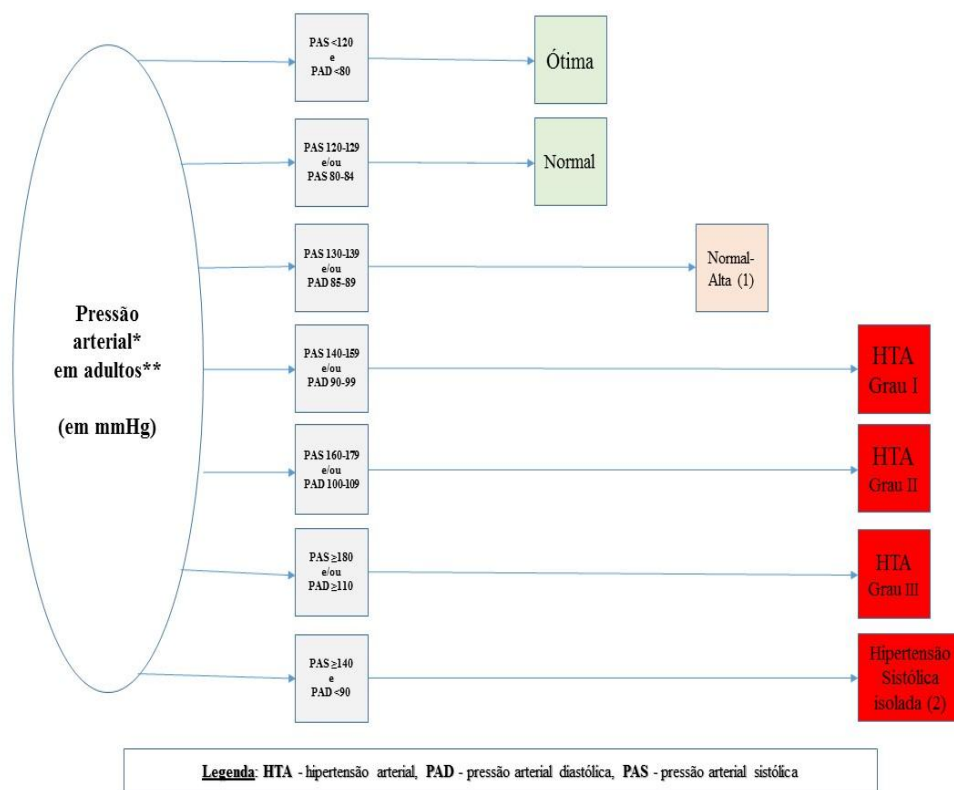 PAS <120
e
PAD <80
Ótima
PAS 120-129
e/ou
PAS 80-84
Normal
PAS 130-139
e/ou
PAD 85-89
Normal-
Alta (1)
Pressão
arterial*
em adultos**
(em mmHg)
PAS 140-159
e/ou
PAD 90-99
HTA
Grau I
PAS 160-179
e/ou
PAD 100-109
HTA
Grau II
PAS ≥180
e/ou
PAD ≥110
HTA
Grau III
PAS ≥140
e
PAD <90
Hipertensão
Sistólica
isolada (2)
Legenda: HTA - hipertensão arterial, PAD - pressão arterial diastólica, PAS - pressão arterial sistólica